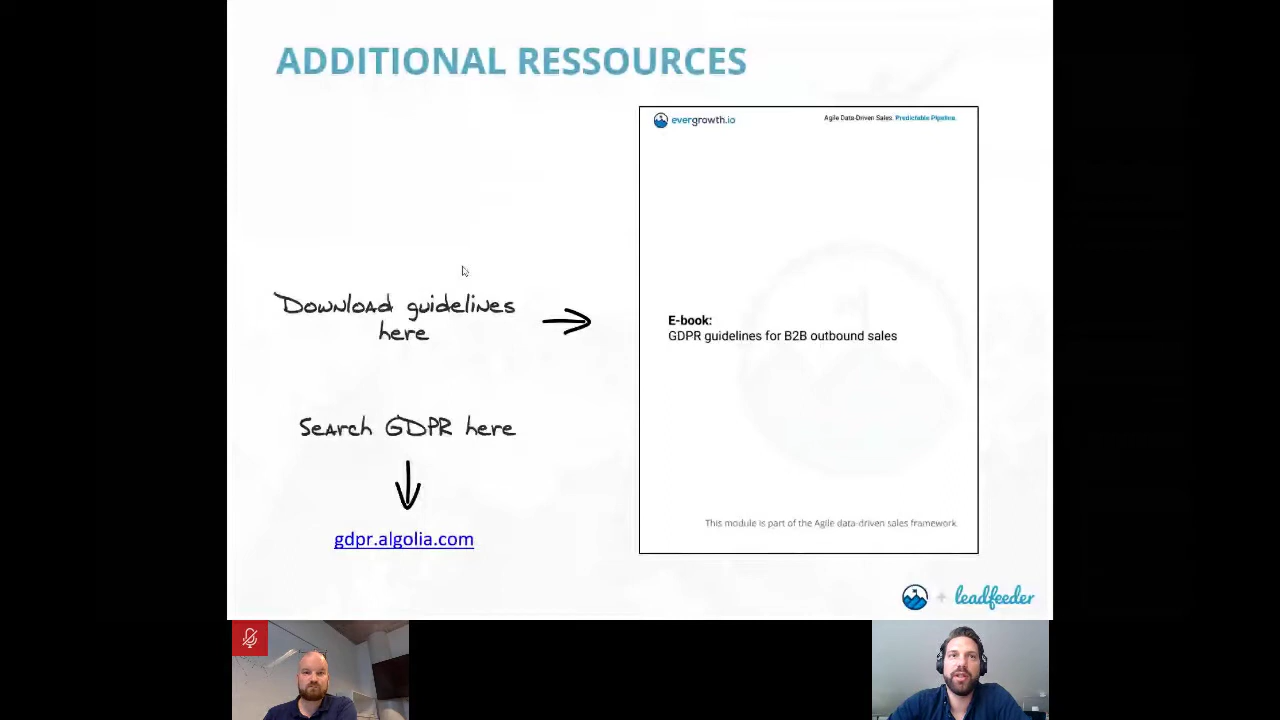 ADDITIONAL RESSOURCES
evergrowth.io
Agile Data-Driven Sales. Predictable Pipeline.
Download guidelines
here
E-book:
GDPR guidelines for B2B outbound sales
Search GDPR here
gdpr.algolia.com
This module is part of the Agile data-driven sales framework
+ leadfeeder